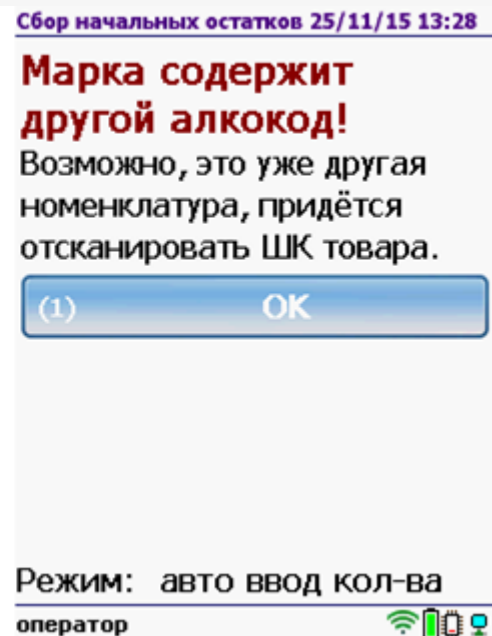 Сбор начальных остатков 25/11/15 13:28
Марка содержит
другой алкокод!
Возможно, это уже другая
номенклатура, придётся
отсканировать ШК товара.
(1) ОК
Режим: авто ввод кол-ва
оператор